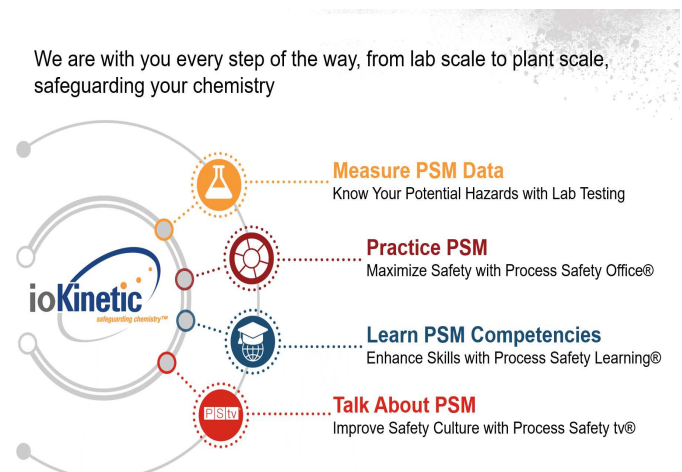 We are with you every step of the way, from lab scale to plant scale,
safeguarding your chemistry
Measure PSM Data
Know Your Potential Hazards with Lab Testing
Practice PSM
Maximize Safety with Process Safety Office®
ioKinetic
safeguarding chemistry™
Learn PSM Competencies
Enhance Skills with Process Safety Learning®
PStv
Talk About PSM
Improve Safety Culture with Process Safety tv®